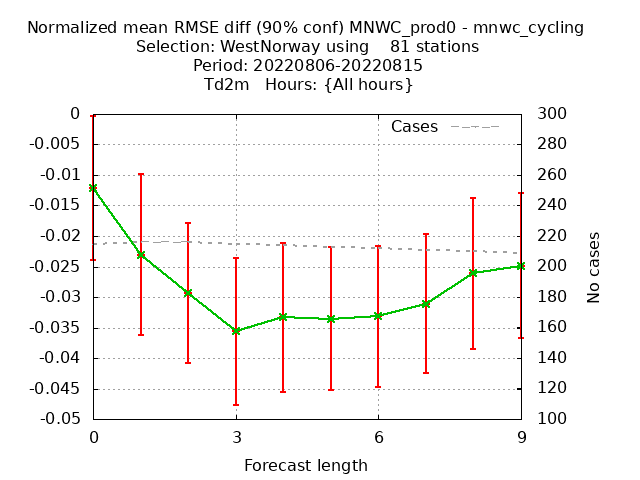 Normalized mean RMSE diff (90% conf) MNWC_prod0 - mnwc_cycling
Selection: WestNorway using    81 stations
Period: 20220806-20220815
Td2m   Hours: {All hours}
Cases
0
-0.005
-0.01
-0.015
-0.02
-0.025
-0.03
-0.035
-0.04
-0.045
-0.05
300
280
260
240
220
200
180
160
140
120
100
No cases
0 3 6 9
Forecast length